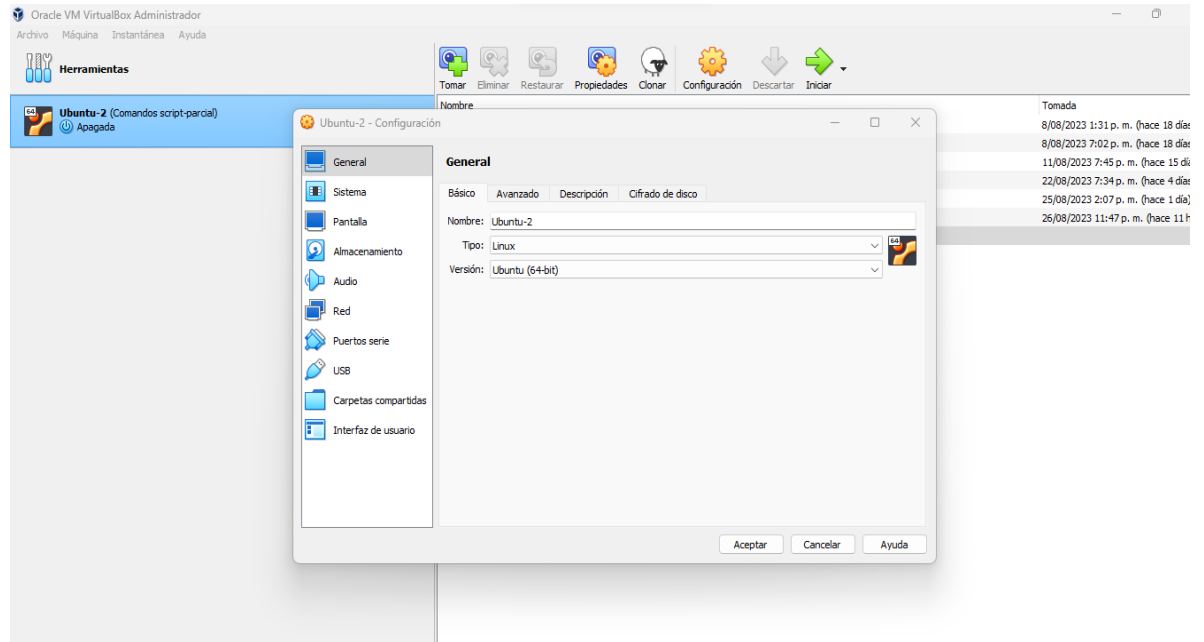 Oracle VM VirtualBox Administrador
Archivo Máquina Instantánea Ayuda
Herramientas
Tomar Eliminar Restaurar Propiedades Clonar Configuración Descartar Iniciar
64
Ubuntu-2 (Comandos script-parcial)
Apagada
Nombre Tomada
8/08/2023 1:31 p. m. (hace 18 días
8/08/2023 7:02 p. m. (hace 18 días
11/08/2023 7:45 p. m. (hace 15 día
22/08/2023 7:34 p. m. (hace 4 días
25/08/2023 2:07 p. m. (hace 1 día)
26/08/2023 11:47 p. m. (hace 11 h
Ubuntu-2 - Configuración
General
Sistema
Pantalla
Almacenamiento
Audio
Red
Puertos serie
USB
Carpetas compartidas
Interfaz de usuario
General
Básico Avanzado Descripción Cifrado de disco
Nombre: Ubuntu-2
Tipo: Linux
64
Versión: Ubuntu (64-bit)
Aceptar Cancelar Ayuda